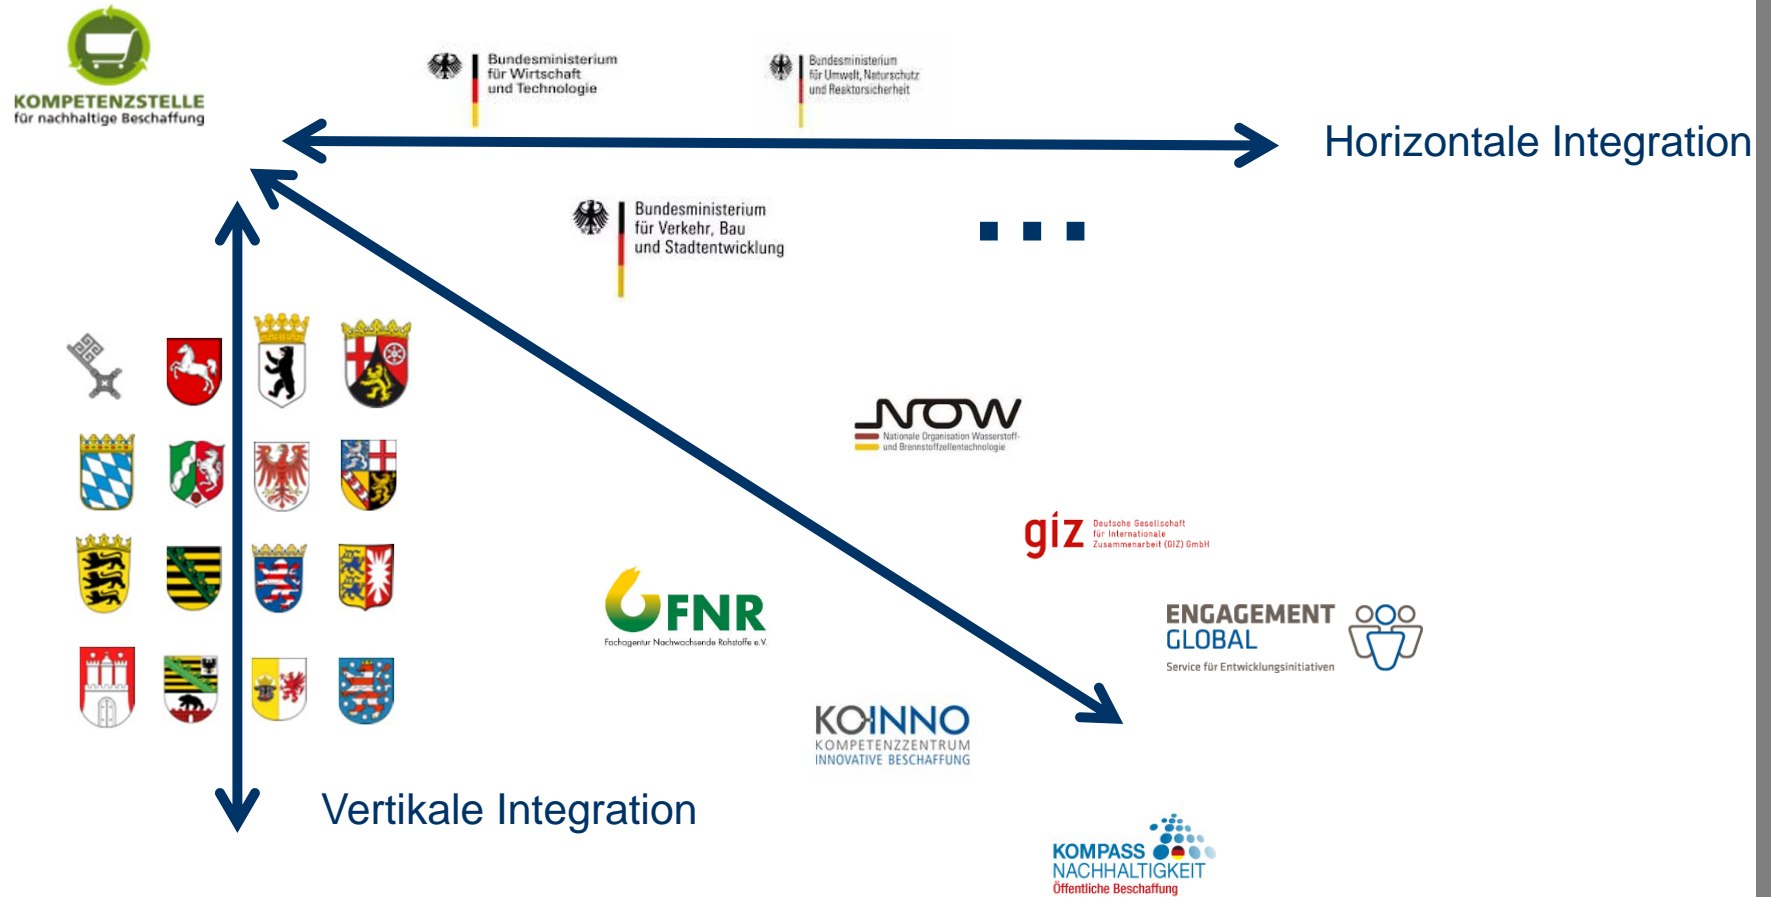 KOMPETENZSTELLE
für nachhaltige Beschaffung
Bundesministerium
für Wirtschaft
und Technologie
Bundesministerium
für Umwelt, Naturschutz
und Reaktorsicherheit
Horizontale Integration
Bundesministerium
für Verkehr, Bau
und Stadtentwicklung
...
NOW
Nationale Organisation Wasserstoff-
und Brennstoffzellentechnologie
giz
Deutsche Gesellschaft
für Internationale
Zusammenarbeit (GIZ) GmbH
FNR
Fachagentur Nachwachsende Rohstoffe e.V.
ENGAGEMENT
GLOBAL
Service für Entwicklungsinitiativen
KOINNO
KOMPETENZZENTRUM
INNOVATIVE BESCHAFFUNG
Vertikale Integration
KOMPASS
NACHHALTIGKEIT
Öffentliche Beschaffung